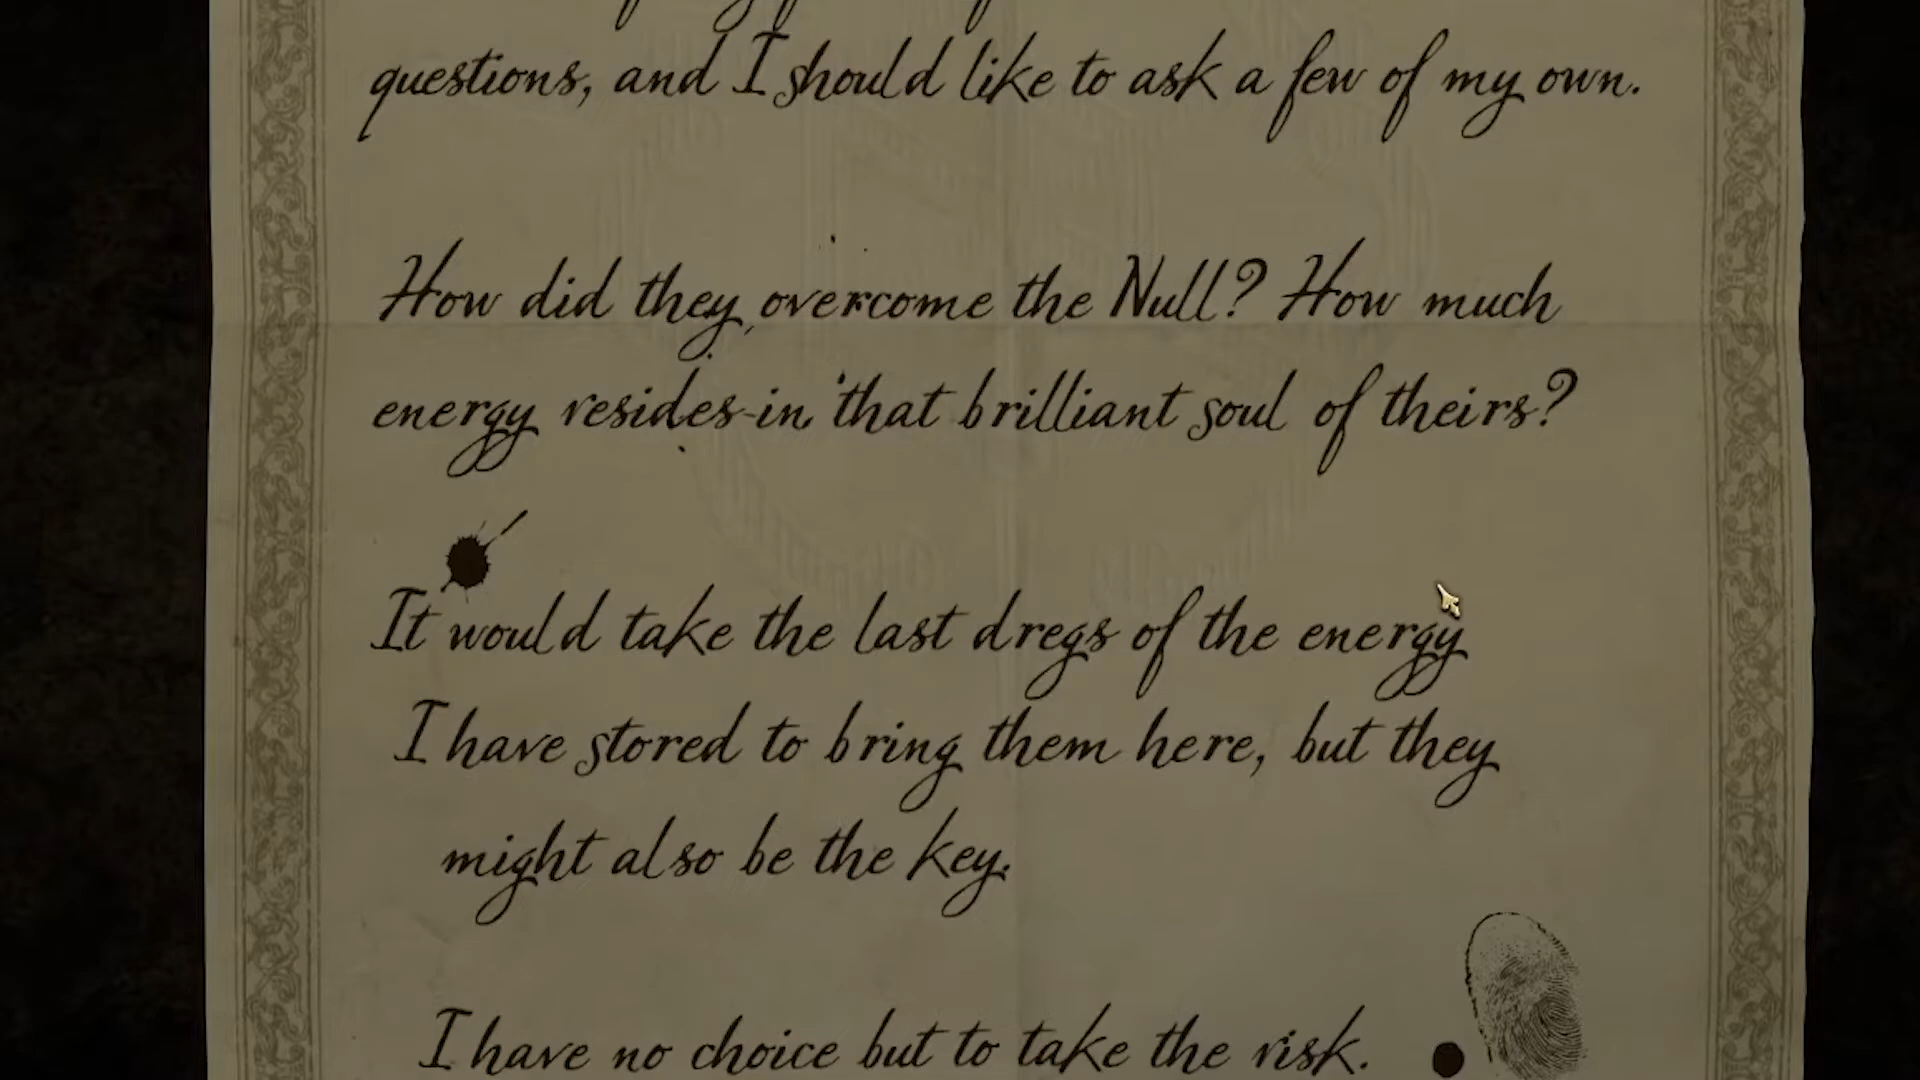 questions, and I should like to ask a few of my own.
How did they overcome the Null? How much
energy resides in that brilliant soul of theirs?
It would take the last dregs of the energy
I have stored to bring them here, but they
might also be the key.
I have no choice but to take the risk.